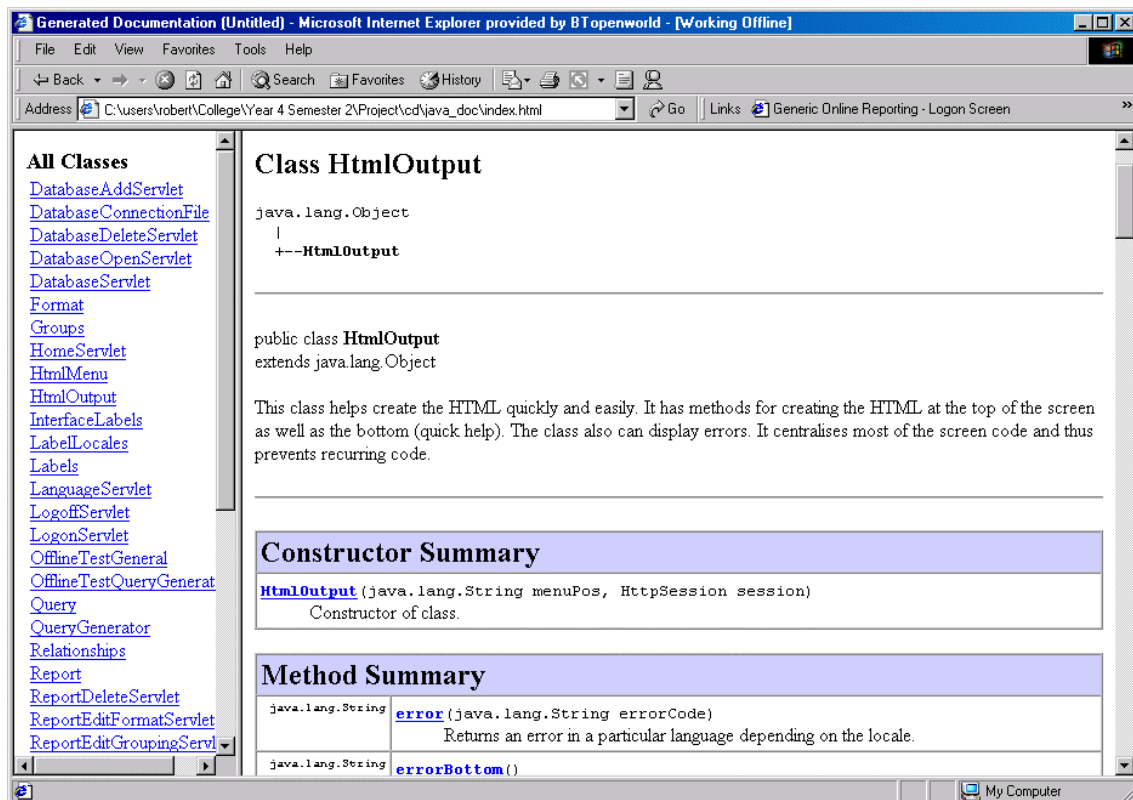 Generated Documentation (Untitled) - Microsoft Internet Explorer provided by BTopenworld - [Working Offline]
File Edit View Favorites Tools Help
Back Search Favorites History
Address C:\users\robert\College\Year 4 Semester 2\Project\cd\java_doc\index.html Go Links Generic Online Reporting - Logon Screen »
All Classes
DatabaseAddServlet
DatabaseConnectionFile
DatabaseDeleteServlet
DatabaseOpenServlet
DatabaseServlet
Format
Groups
HomeServlet
HtmlMenu
HtmlOutput
InterfaceLabels
LabelLocales
Labels
LanguageServlet
LogoffServlet
LogonServlet
OfflineTestGeneral
OfflineTestQueryGenerat
Query
QueryGenerator
Relationships
Report
ReportDeleteServlet
ReportEditFormatServlet
ReportEditGroupingServl
Class HtmlOutput
java.lang.Object
|
+--HtmlOutput
public class HtmlOutput
extends java.lang.Object
This class helps create the HTML quickly and easily. It has methods for creating the HTML at the top of the screen
as well as the bottom (quick help). The class also can display errors. It centralises most of the screen code and thus
prevents recurring code.
Constructor Summary
HtmlOutput(java.lang.String menuPos, HttpSession session)
Constructor of class.
Method Summary
java.lang.String error(java.lang.String errorCode)
Returns an error in a particular language depending on the locale.
java.lang.String errorBottom()
My Computer